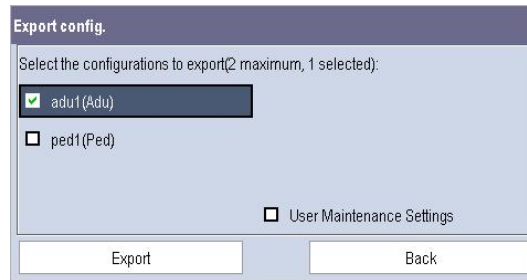 Export config.
Select the configurations to export(2 maximum, 1 selected):
adu1(Adu)
ped1(Ped)
User Maintenance Settings
Export
Back